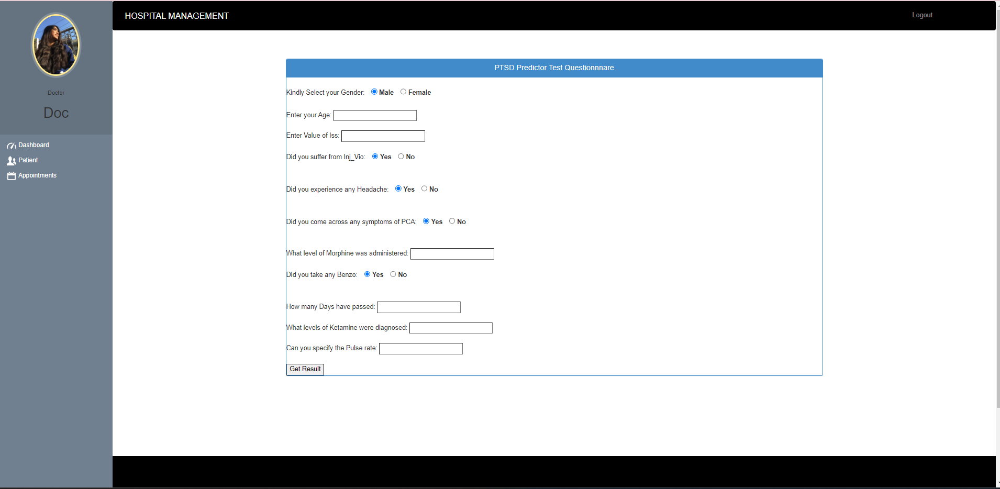 HOSPITAL MANAGEMENT
Logout
Doctor
Doc
Dashboard
Patient
Appointments
PTSD Predictor Test Questionnnare
Kindly Select your Gender: Male Female
Enter your Age:
Enter Value of Iss:
Did you suffer from Inj_Vio: Yes No
Did you experience any Headache: Yes No
Did you come across any symptoms of PCA: Yes No
What level of Morphine was administered:
Did you take any Benzo: Yes No
How many Days have passed:
What levels of Ketamine were diagnosed:
Can you specify the Pulse rate:
Get Result